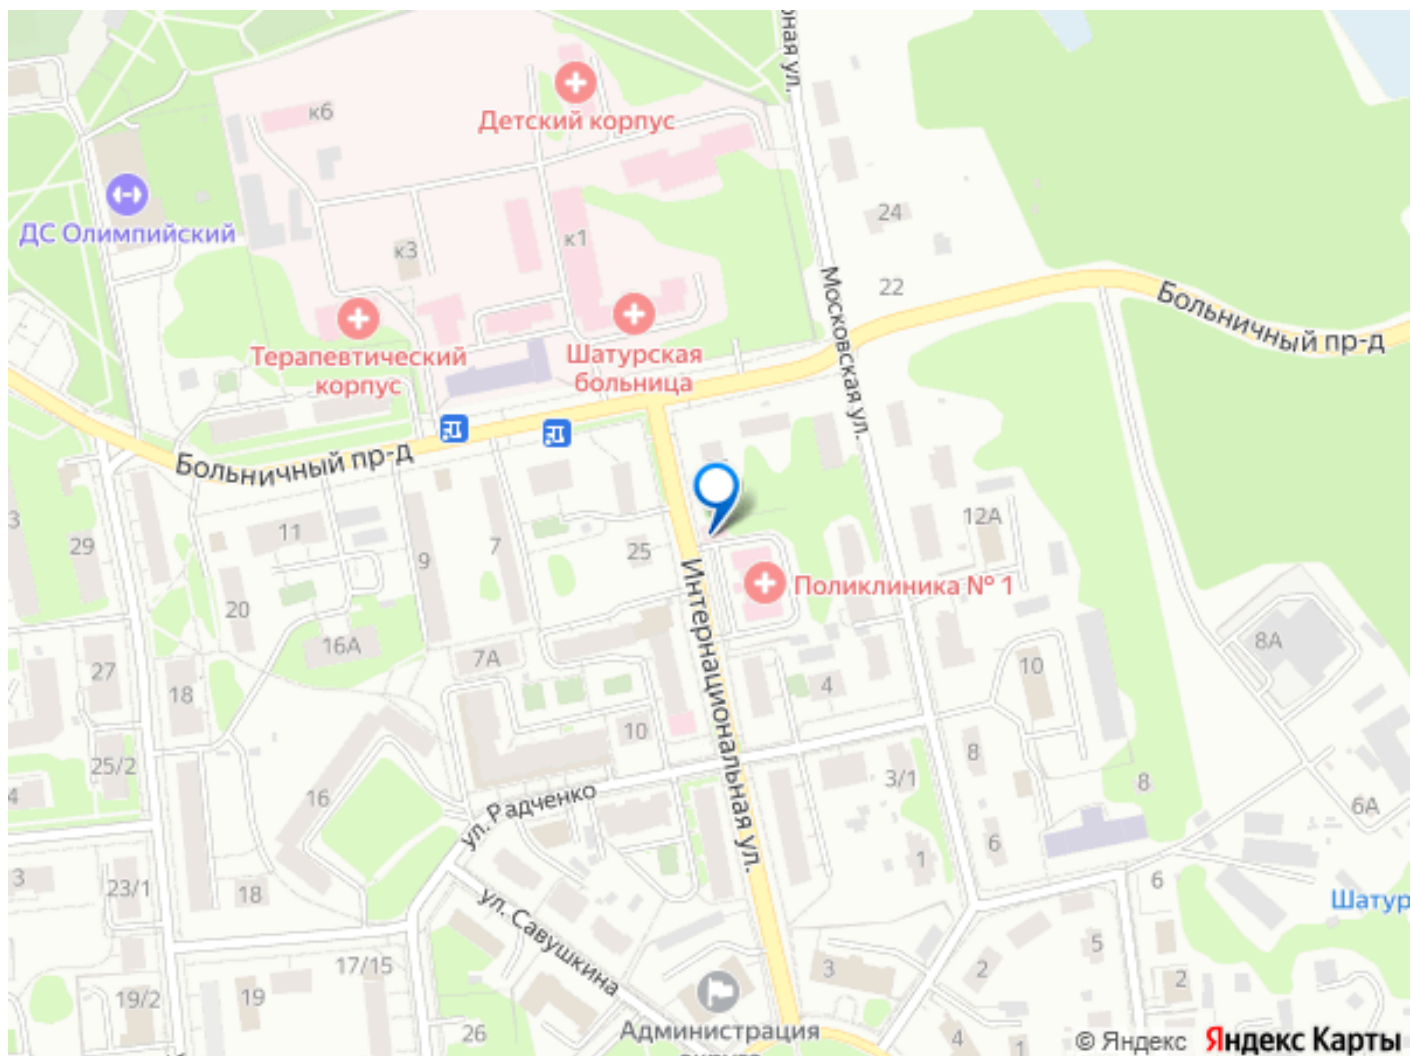 рная ул.
к6
Детский корпус
ДС Олимпийский
24
к1
к3
22
Московская ул.
Больничный пр-д
Терапевтический
корпус
Шатурская
больница
Больничный пр-д
3
29
11
9
7
25
12А
Поликлиника № 1
Интернациональная ул.
20
16А
7А
27
18
10
4
10
8А
25/2
4
16
ул. Радченко
3/1
8
8
6А
6
1
3
23/1
18
ул. Савушкина
6
Шатур
17/15
19/2
19
26
3
2
5
2
Администрация
округа
4
1
© Яндекс Яндекс Карты